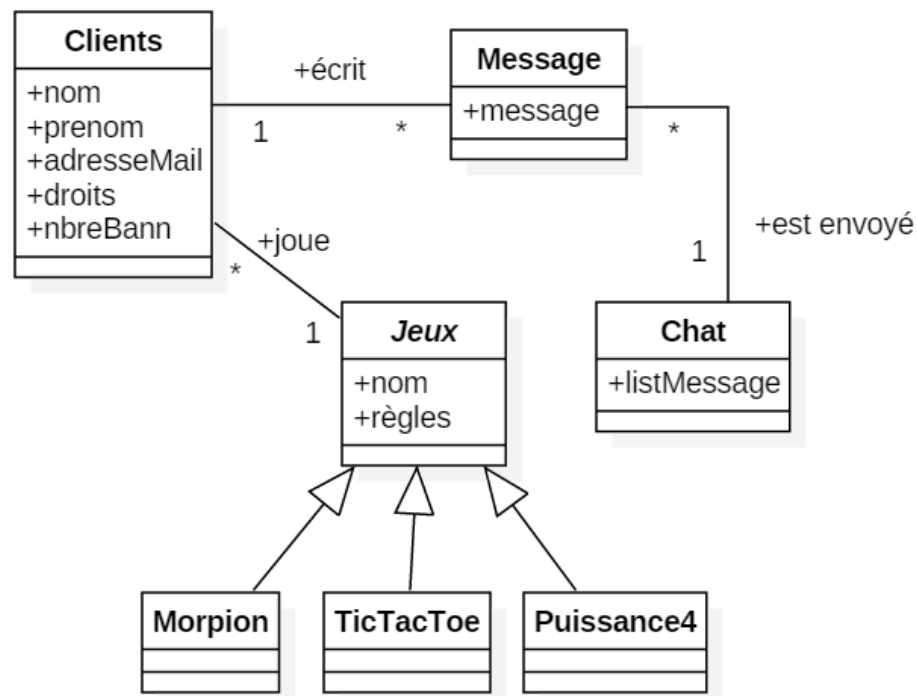 Clients
+nom
+prenom
+adresseMail
+droits
+nbreBann
+écrit
1
*
Message
+message
*
+est envoyé
1
Chat
+listMessage
+joue
*
1
Jeux
+nom
+règles
Morpion
TicTacToe
Puissance4